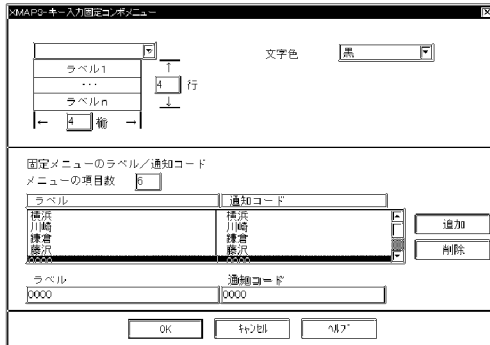 XMAP3-キー入力固定コンボメニュー
文字色 黒
ラベル1
...
ラベルn
4 行
4 桁
固定メニューのラベル／通知コード
メニューの項目数 6
ラベル 通知コード
横浜 横浜
川崎 川崎
鎌倉 鎌倉
藤沢 藤沢
0000 0000
追加
削除
ラベル 通知コード
0000 0000
OK キャンセル ヘルプ